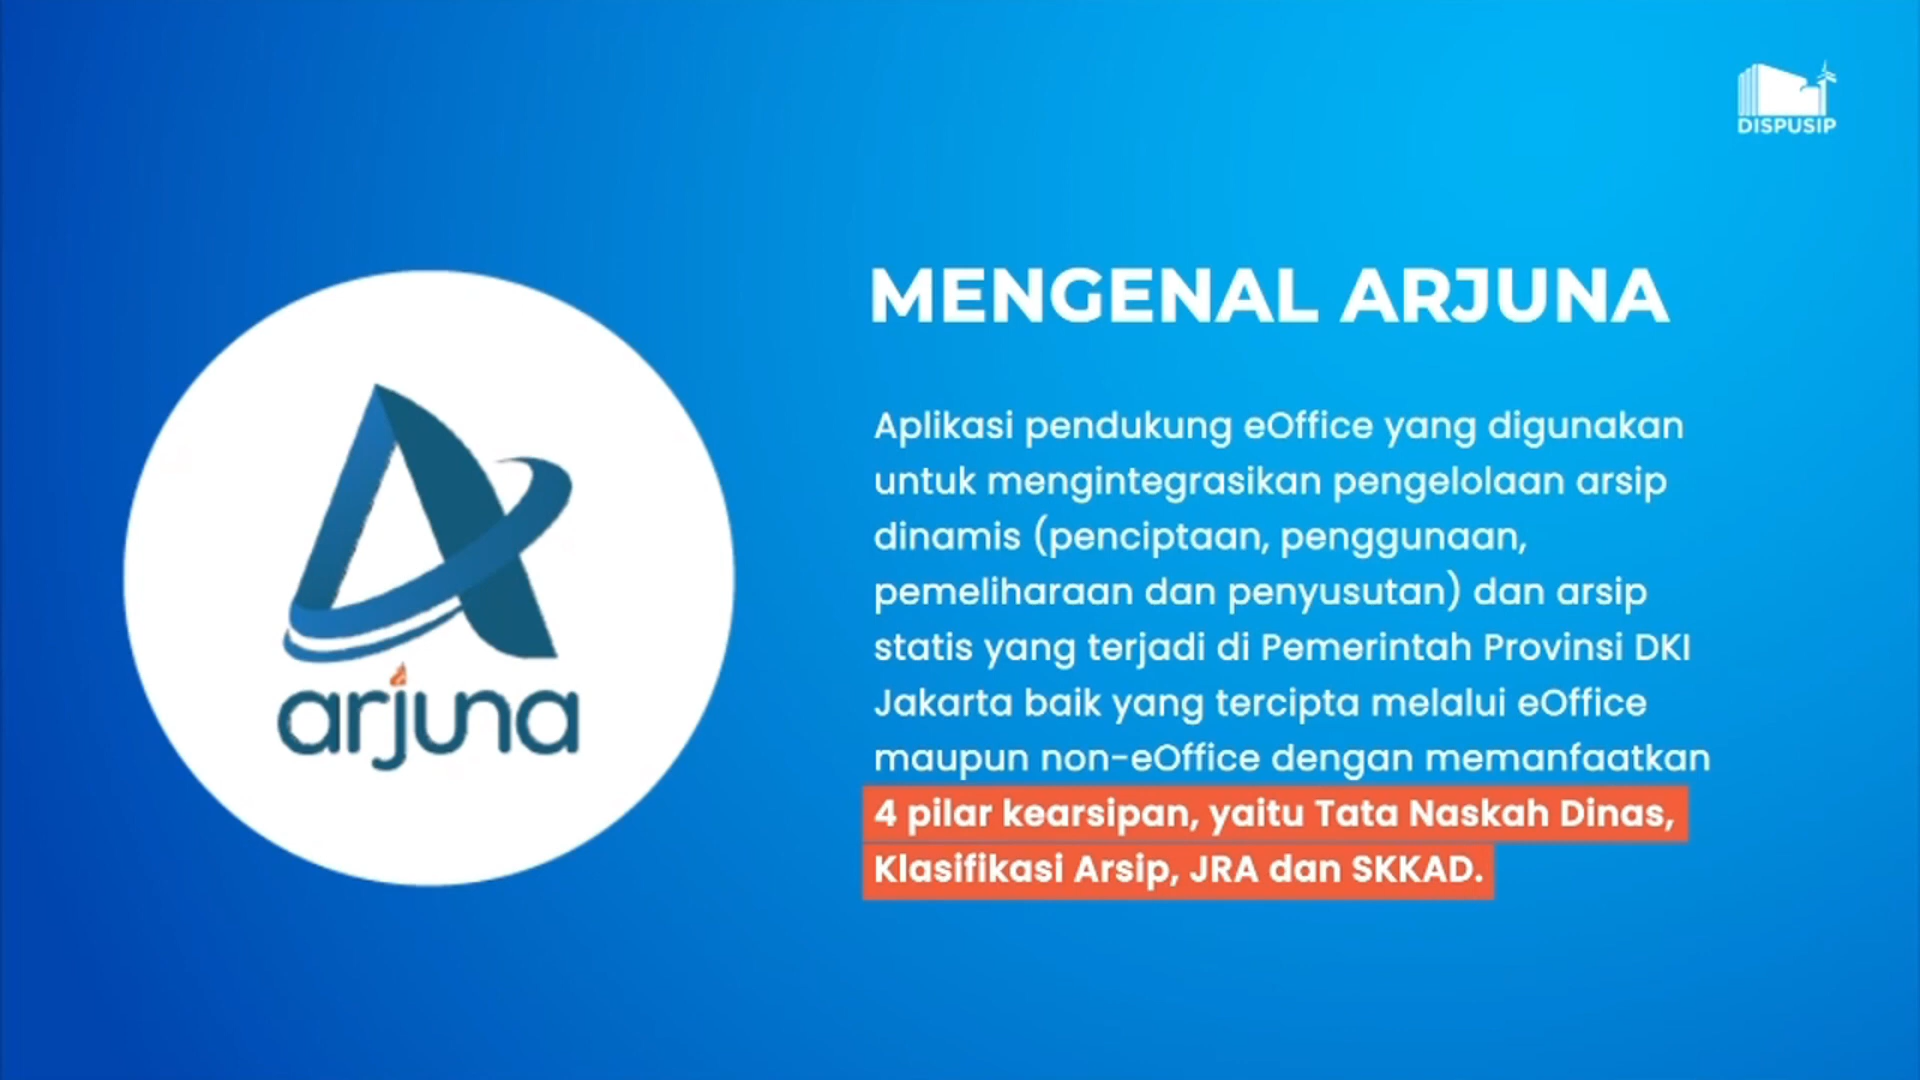 DISPUSIP
MENGENAL ARJUNA
arjuna
Aplikasi pendukung eOffice yang digunakan
untuk mengintegrasikan pengelolaan arsip
dinamis (penciptaan, penggunaan,
pemeliharaan dan penyusutan) dan arsip
statis yang terjadi di Pemerintah Provinsi DKI
Jakarta baik yang tercipta melalui eOffice
maupun non-eOffice dengan memanfaatkan
4 pilar kearsipan, yaitu Tata Naskah Dinas,
Klasifikasi Arsip, JRA dan SKKAD.